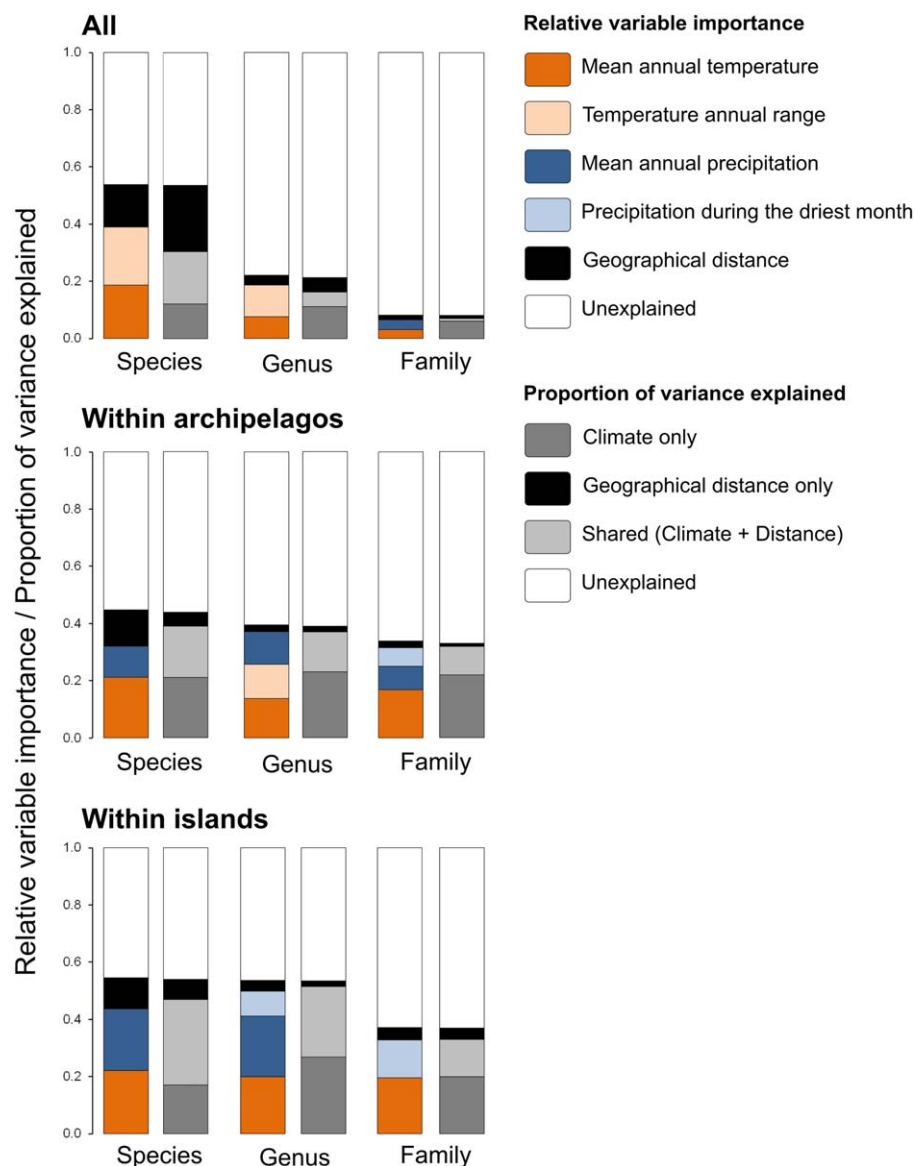 All
1.0
0.8
0.6
0.4
0.2
0.0
Species
Genus
Family
Within archipelagos
1.0
0.8
0.6
0.4
0.2
0.0
Species
Genus
Family
Within islands
1.0
0.8
0.6
0.4
0.2
0.0
Species
Genus
Family
Relative variable importance / Proportion of variance explained
Relative variable importance
Mean annual temperature
Temperature annual range
Mean annual precipitation
Precipitation during the driest month
Geographical distance
Unexplained
Proportion of variance explained
Climate only
Geographical distance only
Shared (Climate + Distance)
Unexplained